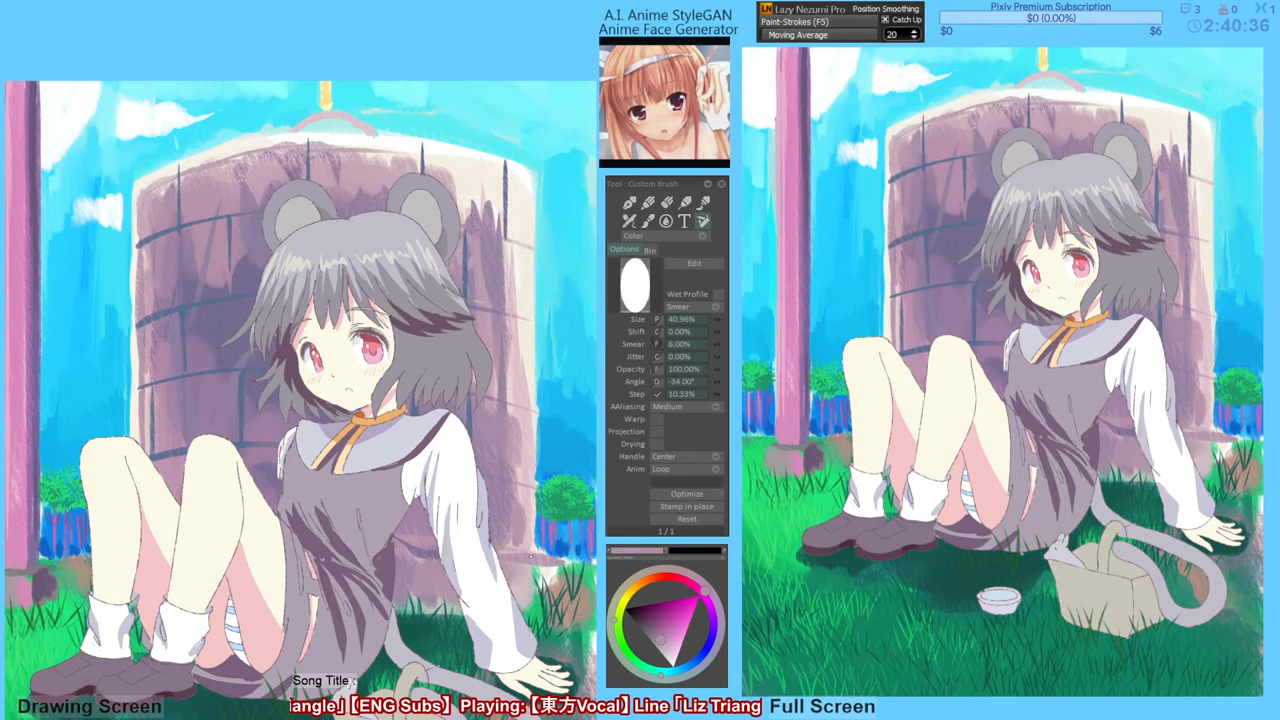 A.I. Anime StyleGAN
Anime Face Generator
LN Lazy Nezumi Pro
Position Smoothing
Paint-Strokes (F5)
Catch Up
Moving Average
20
Pixiv Premium Subscription
$0 (0.00%)
$0
$6
3
0
1
2:40:36
Tool : Custom Brush
T
Color
Options
Bin
Edit
Wet Profile
Smear
Size P 40.96%
Shift C 0.00%
Smear P 6.00%
Jitter C 0.00%
Opacity F 100.00%
Angle D -34.00°
Step 10.33%
AAliasing Medium
Warp
Projection
Drying
Handle Center
Anim Loop
Optimize
Stamp in place
Reset
1 / 1
Song Title :
angle」【ENG Subs】 Playing: 【東方Vocal】 Line 「Liz Triang
Drawing Screen
Full Screen